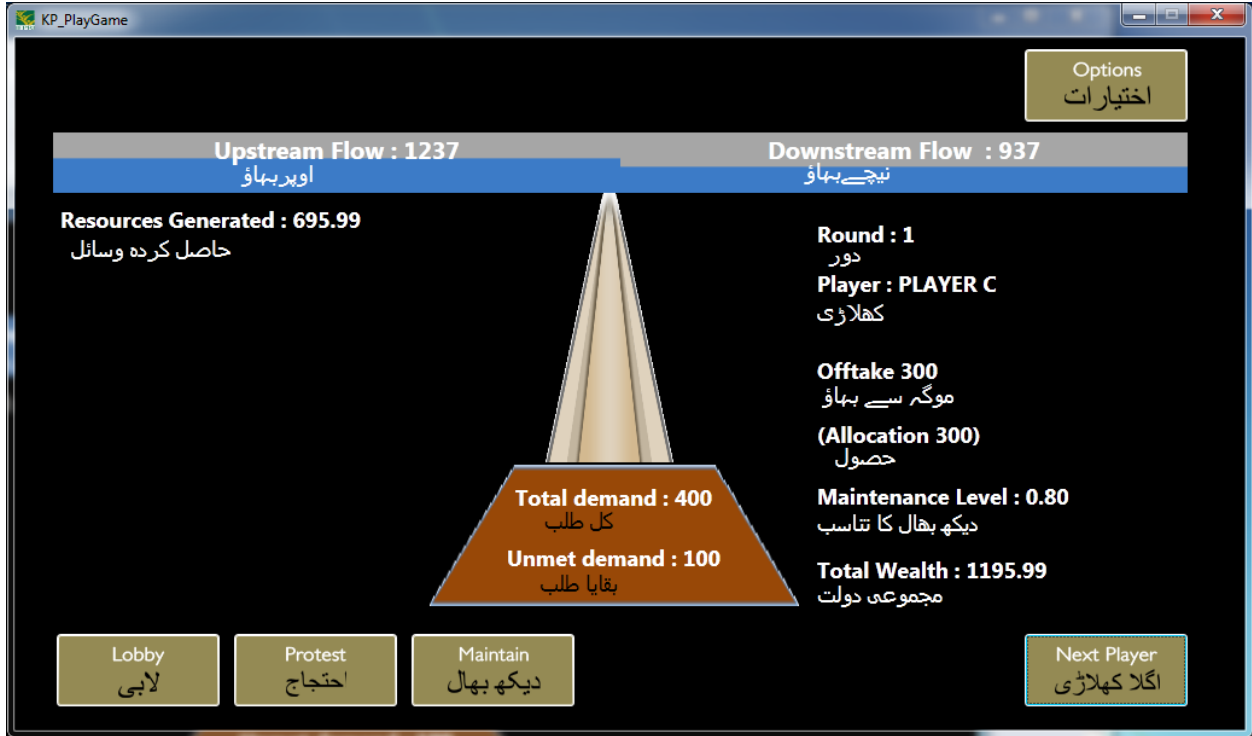 KP_PlayGame
Options
اختیارات
Upstream Flow : 1237
اوپربہاؤ
Downstream Flow : 937
نیچےبہاؤ
Resources Generated : 695.99
حاصل کردہ وسائل
Round : 1
دور
Player : PLAYER C
کھلاڑی
Offtake 300
موگہ سے بہاؤ
(Allocation 300)
حصول
Maintenance Level : 0.80
دیکھ بھال کا تناسب
Total Wealth : 1195.99
مجموعی دولت
Total demand : 400
کل طلب
Unmet demand : 100
بقایا طلب
Lobby
لابی
Protest
احتجاج
Maintain
دیکھ بھال
Next Player
اگلا کھلاڑی